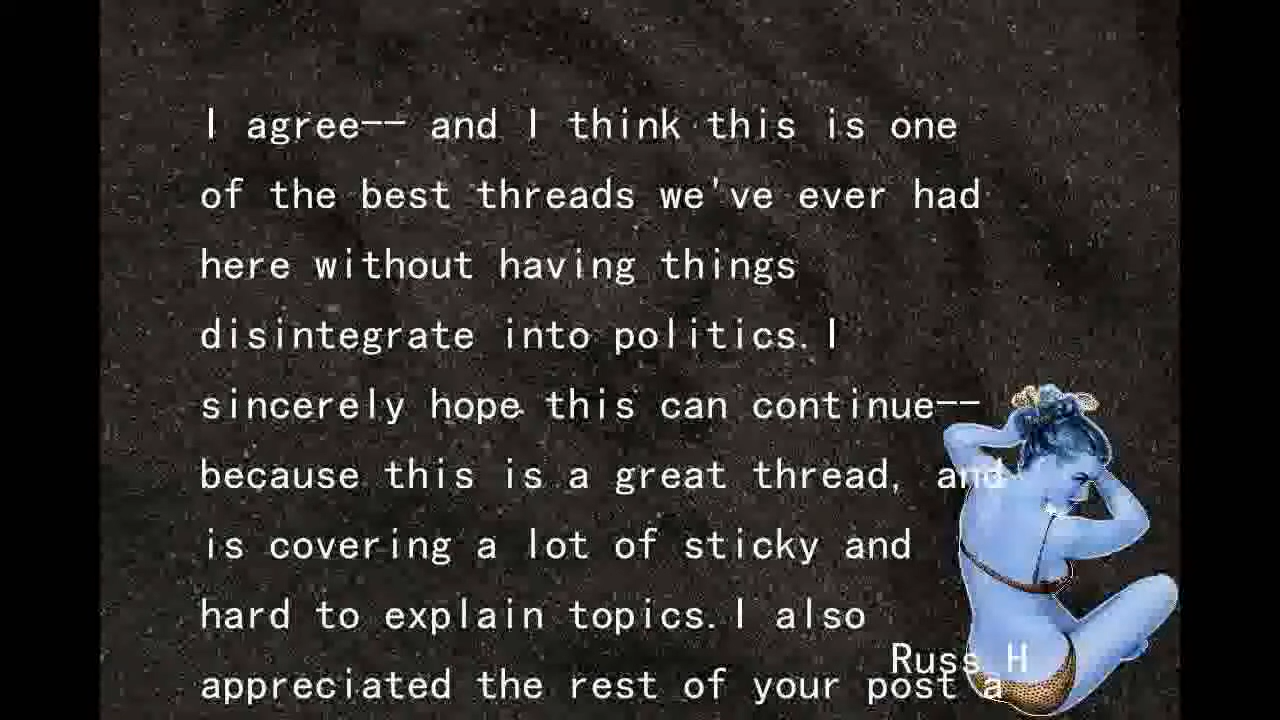 I agree-- and I think this is one
of the best threads we've ever had
here without having things
disintegrate into politics.I
sincerely hope this can continue--
because this is a great thread, and
is covering a lot of sticky and
hard to explain topics.I also
Russ H
appreciated the rest of your post a